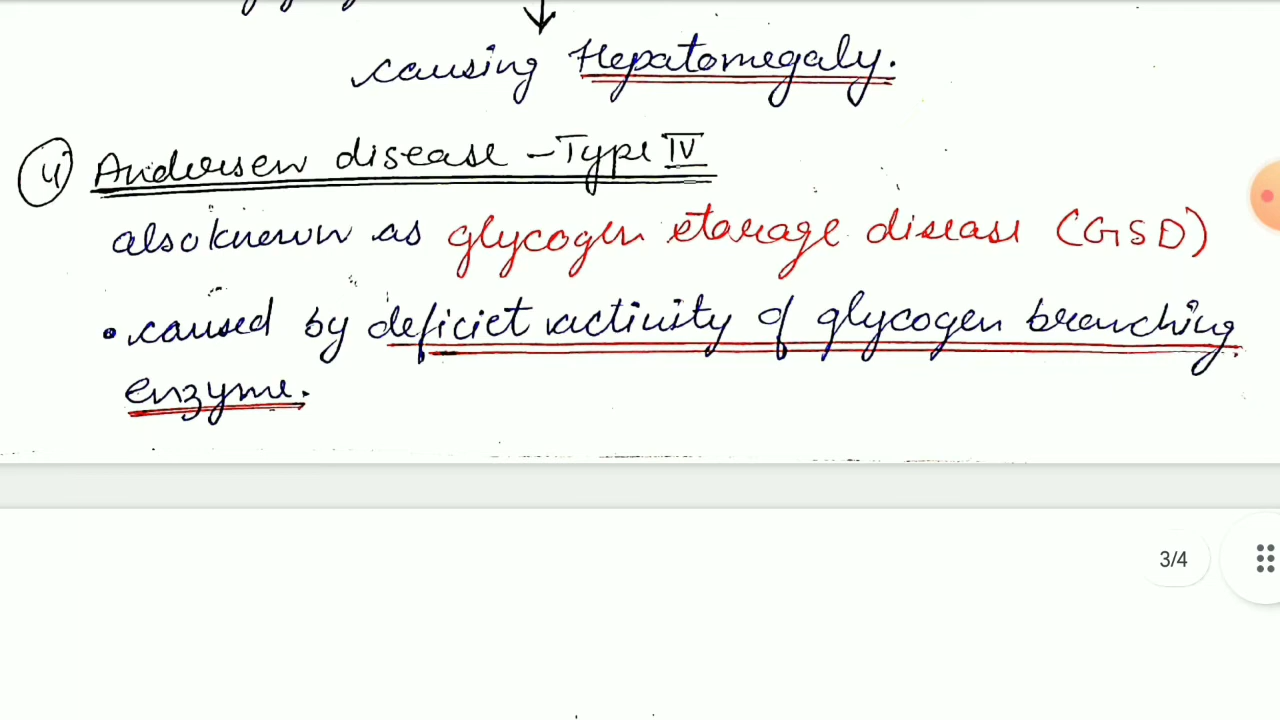 causing Hepatomegaly.
4) Andersen disease - Type IV
also known as glycogen storage disease (GSD)
• caused by deficiet activity of glycogen branching
enzyme.
3/4